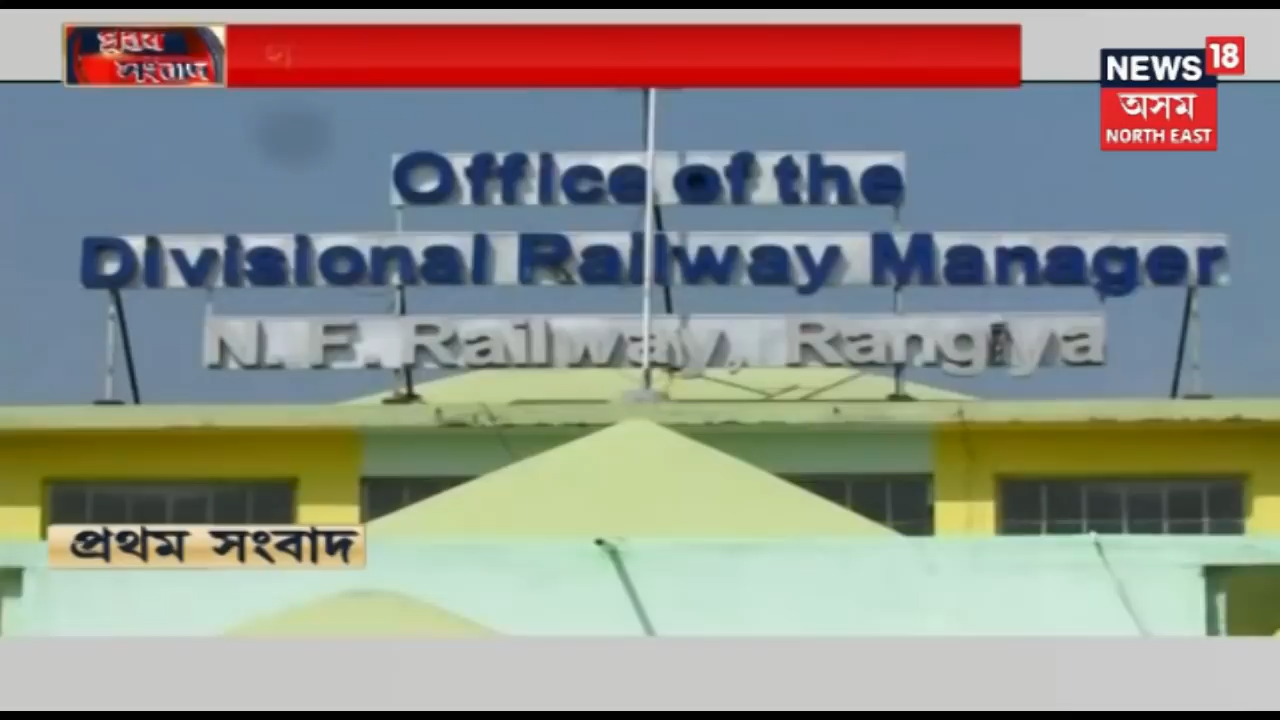 প্ৰথম
সংবাদ
NEWS 18
অসম
NORTH EAST
Office of the
Divisional Railway Manager
N. F. Railway, Rangiya
প্ৰথম সংবাদ